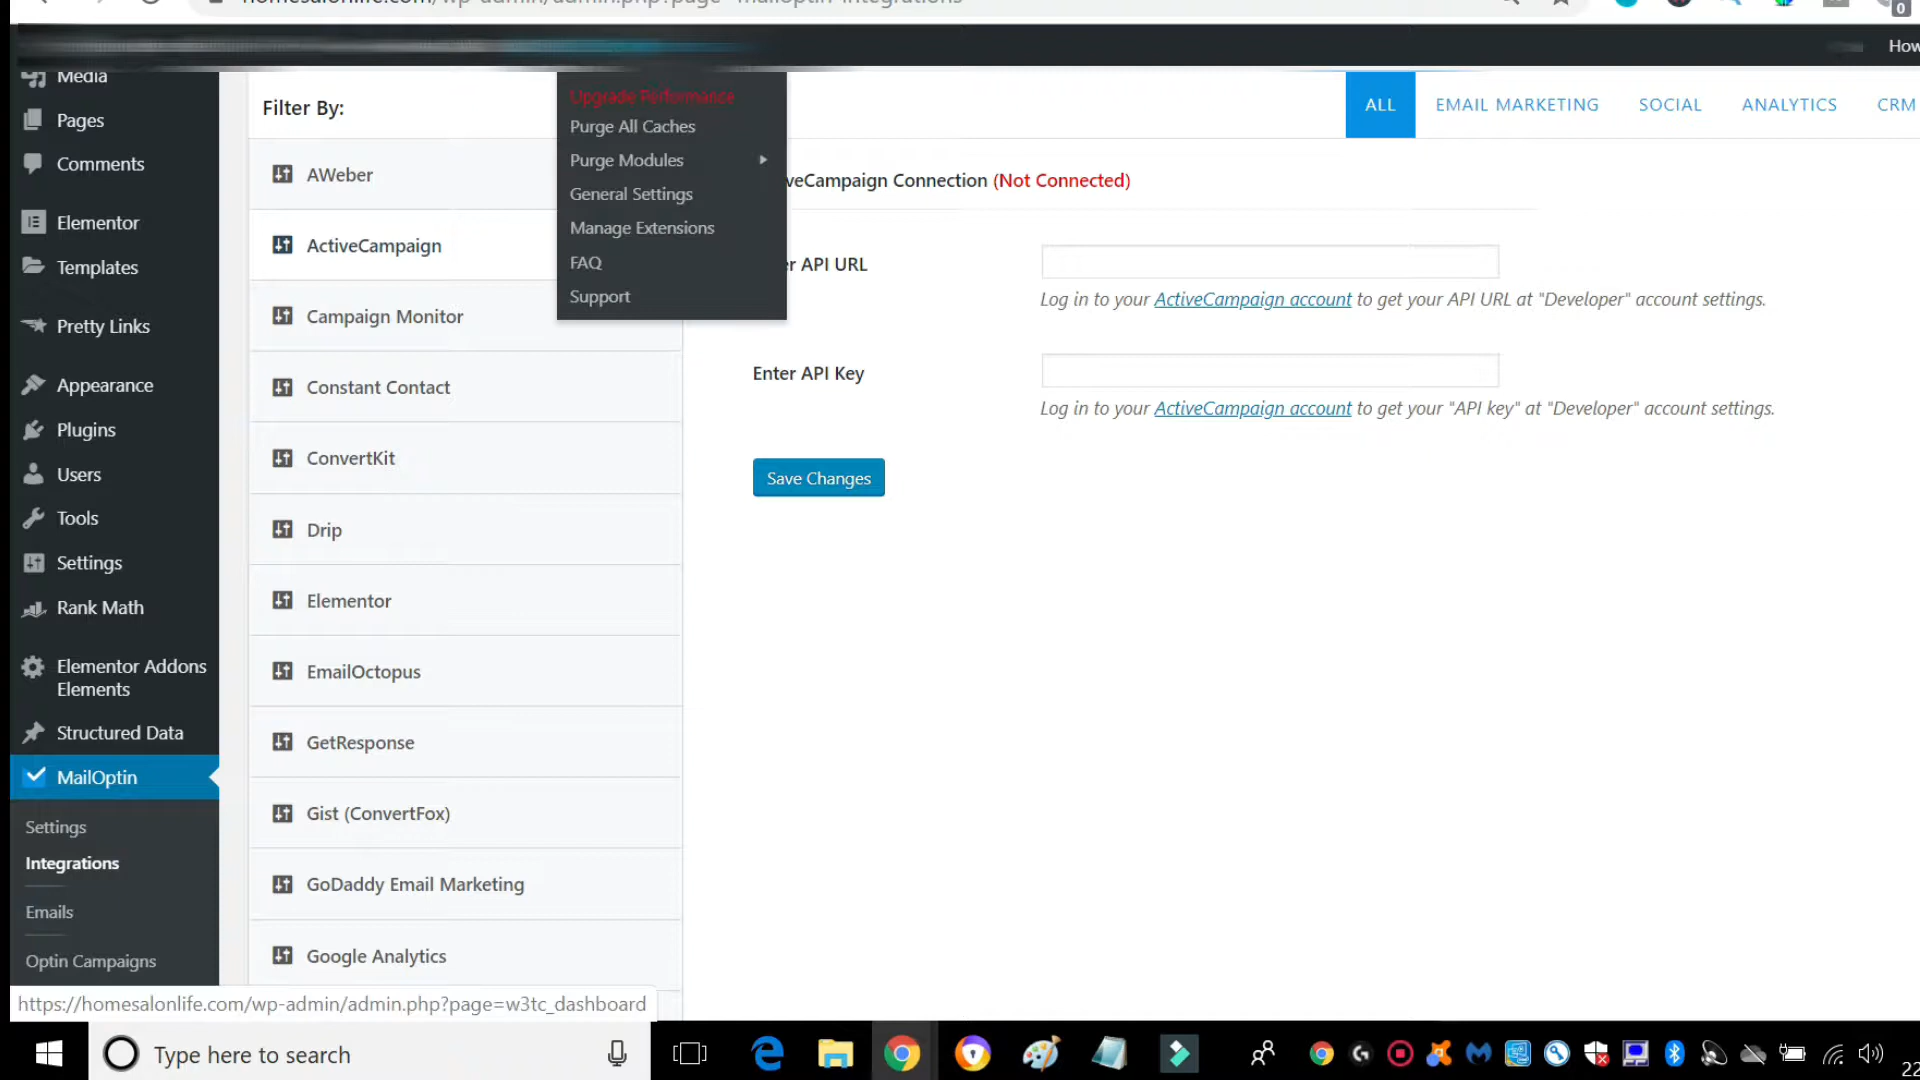 How
Media
Pages
Comments
Elementor
Templates
Pretty Links
Appearance
Plugins
Users
Tools
Settings
Rank Math
Elementor Addons
Elements
Structured Data
MailOptin
Settings
Integrations
Emails
Optin Campaigns
Filter By:
AWeber
ActiveCampaign
Campaign Monitor
Constant Contact
ConvertKit
Drip
Elementor
EmailOctopus
GetResponse
Gist (ConvertFox)
GoDaddy Email Marketing
Google Analytics
Upgrade Performance
Purge All Caches
Purge Modules
General Settings
Manage Extensions
FAQ
Support
ALL EMAIL MARKETING SOCIAL ANALYTICS CRM
veCampaign Connection (Not Connected)
r API URL
Log in to your ActiveCampaign account to get your API URL at "Developer" account settings.
Enter API Key
Log in to your ActiveCampaign account to get your "API key" at "Developer" account settings.
Save Changes
https://homesalonlife.com/wp-admin/admin.php?page=w3tc_dashboard
Type here to search
22
0